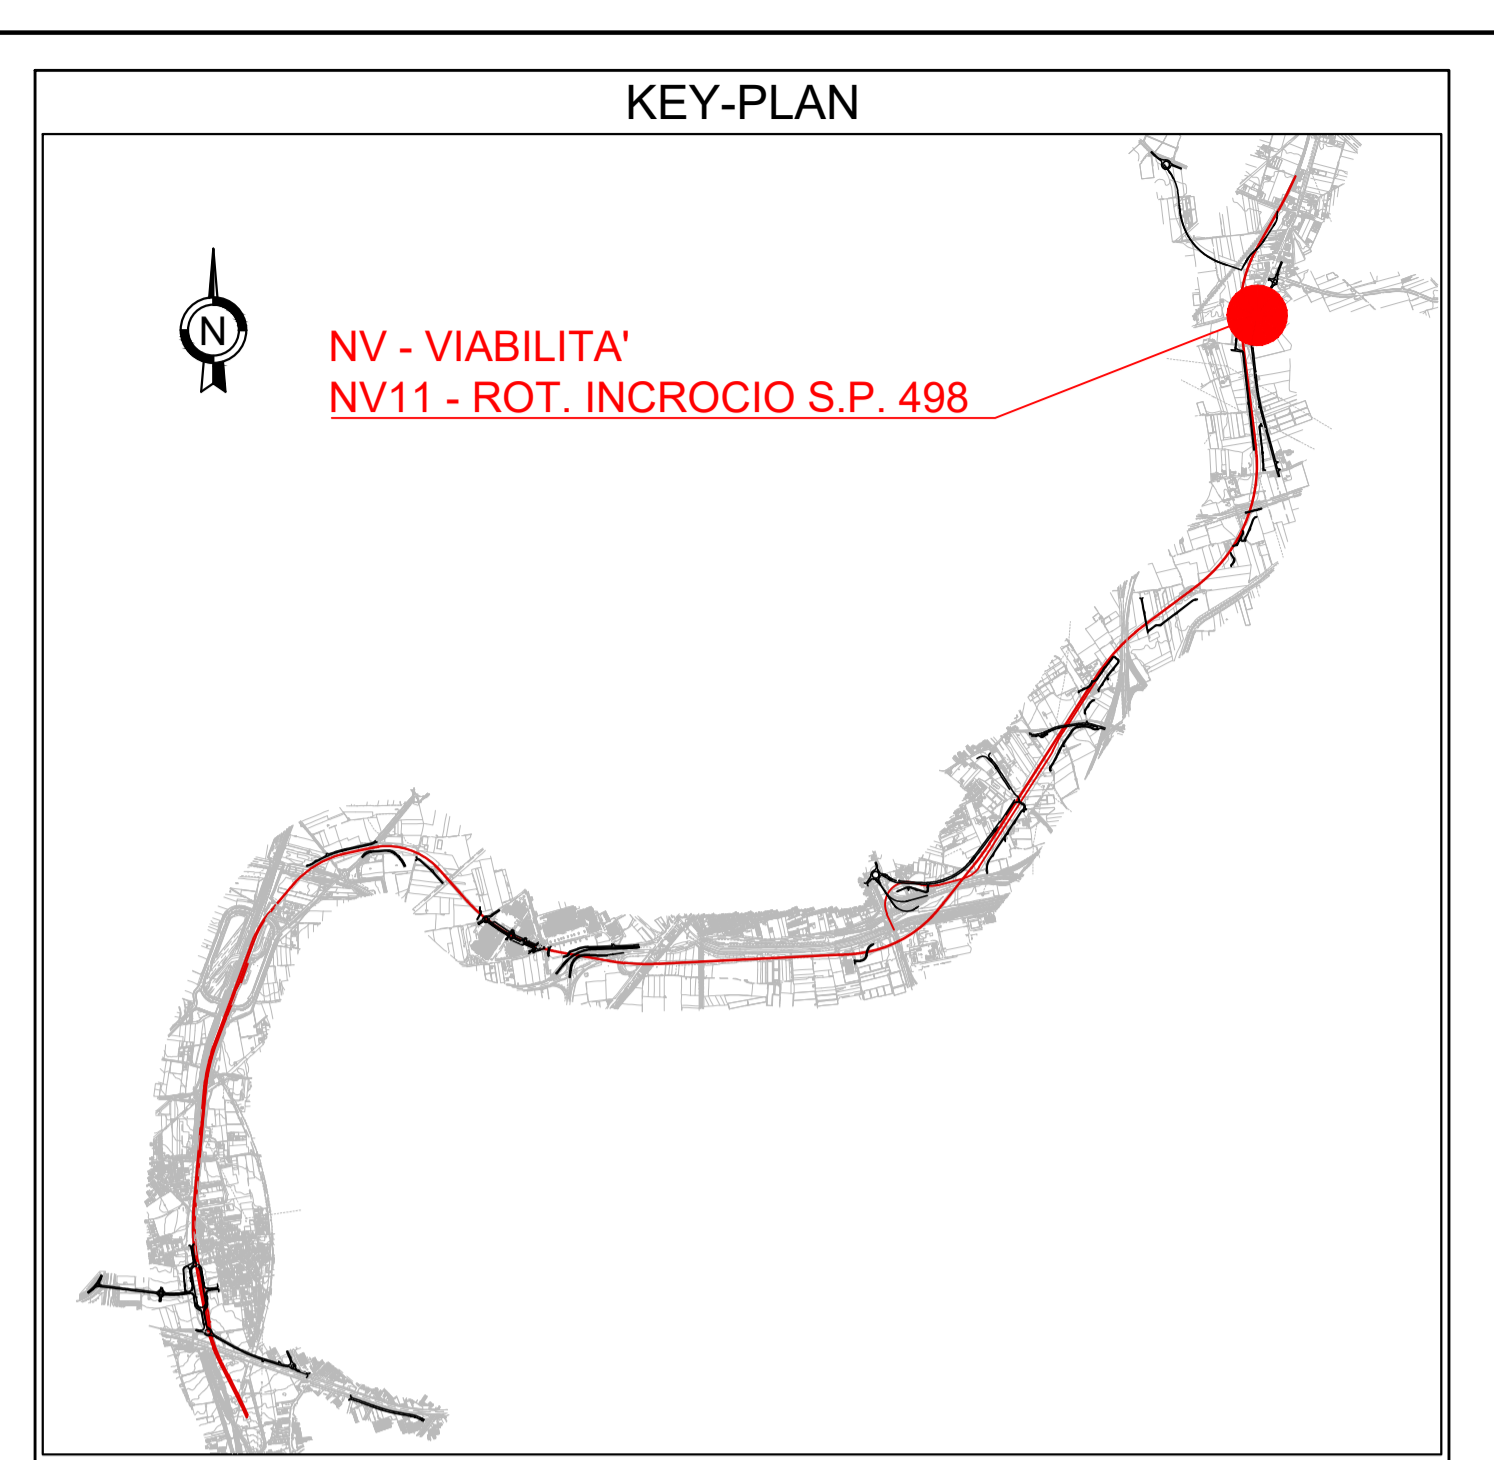 KEY-PLAN
N
NV - VIABILITA'
NV11 - ROT. INCROCIO S.P. 498